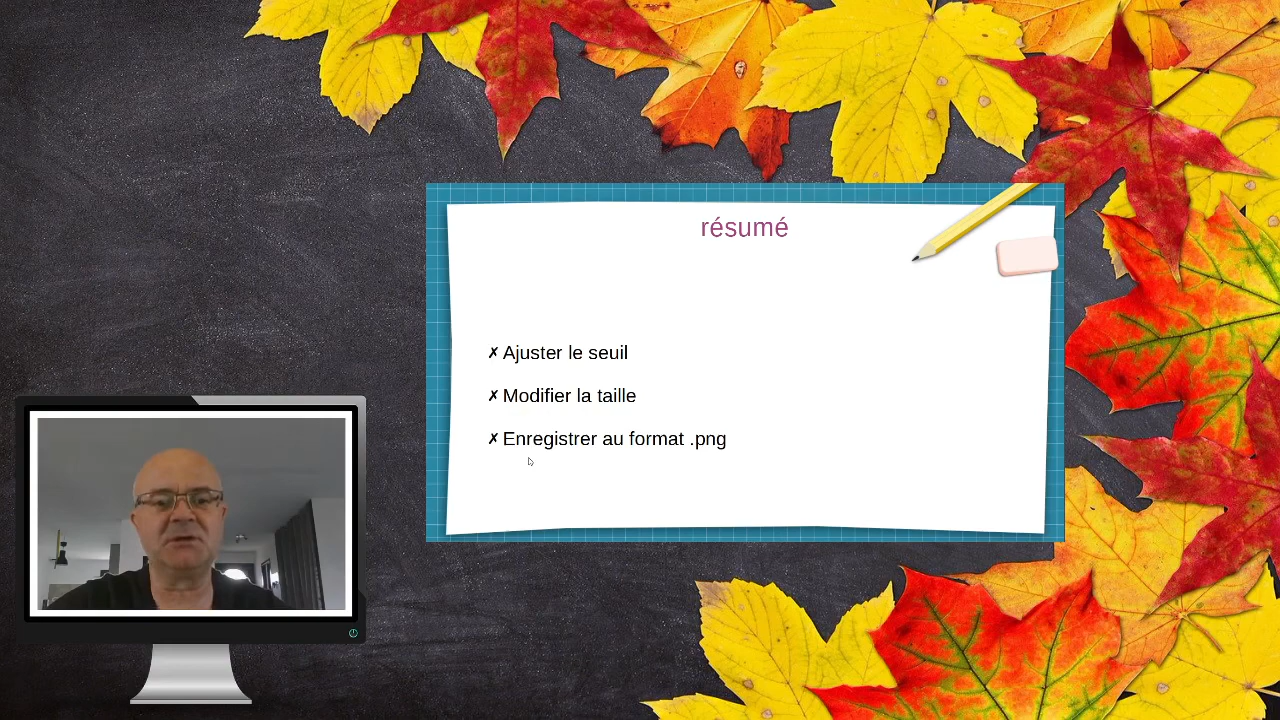 résumé
✗ Ajuster le seuil
✗ Modifier la taille
✗ Enregistrer au format .png